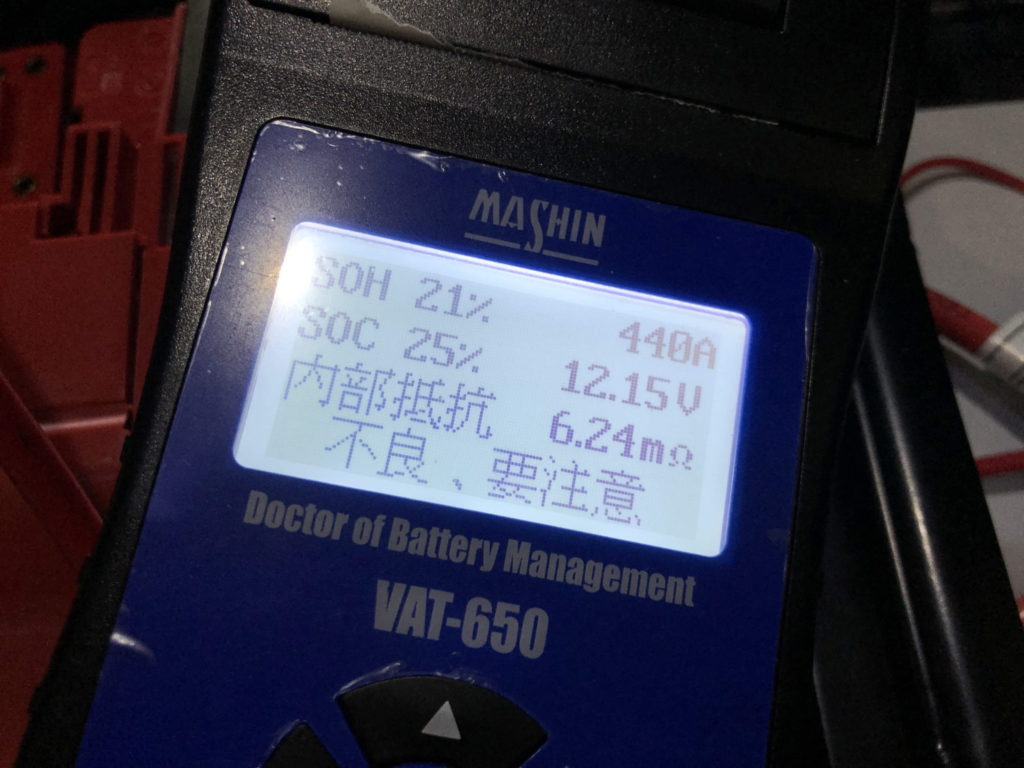 MASHIN
SOH 21% 440A
SOC 25% 12.15V
内部抵抗 6.24mΩ
不良、要注意
Doctor of Battery Management
VAT-650